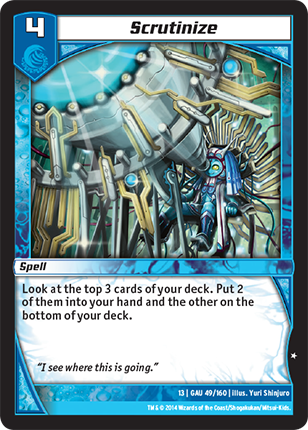 4
Scrutinize
Spell
Look at the top 3 cards of your deck. Put 2
of them into your hand and the other on the
bottom of your deck.
"I see where this is going."
13 | GAU 49/160 | illus. Yuri Shinjuro
TM & © 2014 Wizards of the Coast/Shogakukan/Mitsui-Kids.